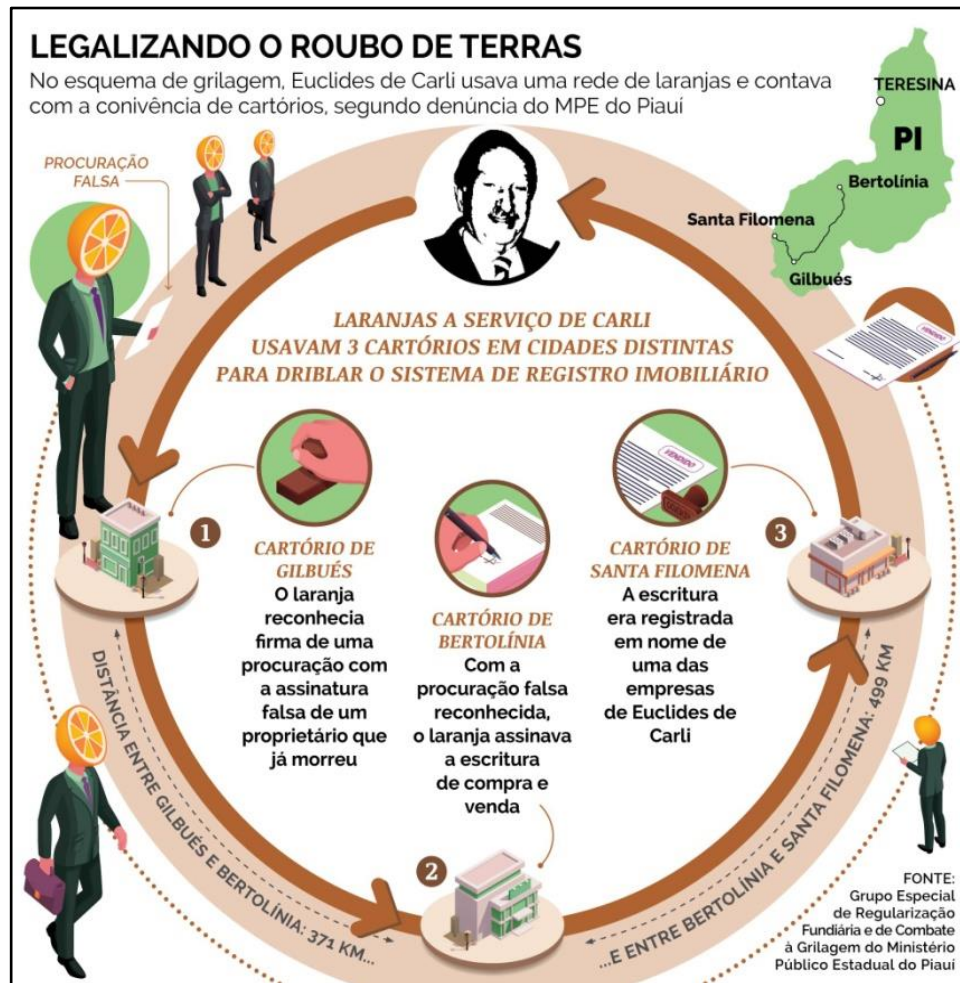 LEGALIZANDO O ROUBO DE TERRAS
No esquema de grilagem, Euclides de Carli usava uma rede de laranjas e contava
com a conivência de cartórios, segundo denúncia do MPE do Piauí
PROCURAÇÃO
FALSA
TERESINA
PI
Bertolínia
Santa Filomena
Gilbués
VENDIDO
LARANJAS A SERVIÇO DE CARLI
USAVAM 3 CARTÓRIOS EM CIDADES DISTINTAS
PARA DRIBLAR O SISTEMA DE REGISTRO IMOBILIÁRIO
1
CARTÓRIO DE
GILBUÉS
O laranja
reconhecia
firma de uma
procuração com
a assinatura
falsa de um
proprietário que
já morreu
2
CARTÓRIO DE
BERTOLÍNIA
Com a
procuração falsa
reconhecida,
o laranja assinava
a escritura
de compra e
venda
VENDIDO
3
CARTÓRIO DE
SANTA FILOMENA
A escritura
era registrada
em nome de
uma das
empresas
de Euclides de
Carli
DISTÂNCIA ENTRE GILBUÉS E BERTOLÍNIA: 371 KM...
...E ENTRE BERTOLÍNIA E SANTA FILOMENA: 499 KM
FONTE:
Grupo Especial
de Regularização
Fundiária e de Combate
à Grilagem do Ministério
Público Estadual do Piauí